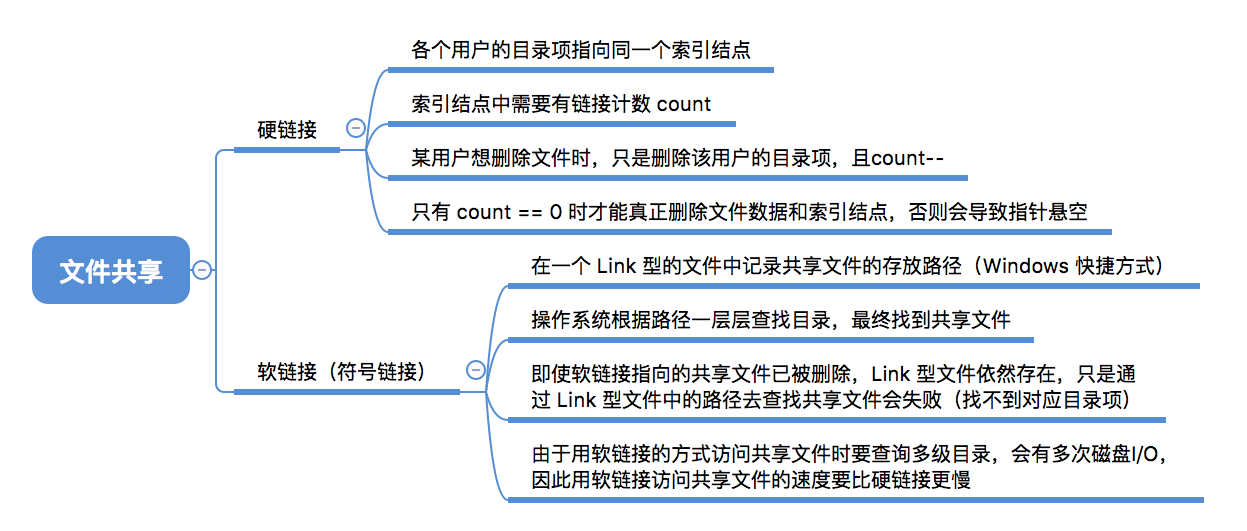 文件共享
硬链接
各个用户的目录项指向同一个索引结点
索引结点中需要有链接计数 count
某用户想删除文件时，只是删除该用户的目录项，且count--
只有 count == 0 时才能真正删除文件数据和索引结点，否则会导致指针悬空
软链接（符号链接）
在一个 Link 型的文件中记录共享文件的存放路径（Windows 快捷方式）
操作系统根据路径一层层查找目录，最终找到共享文件
即使软链接指向的共享文件已被删除，Link 型文件依然存在，只是通
过 Link 型文件中的路径去查找共享文件会失败（找不到对应目录项）
由于用软链接的方式访问共享文件时要查询多级目录，会有多次磁盘I/O，
因此用软链接访问共享文件的速度要比硬链接更慢